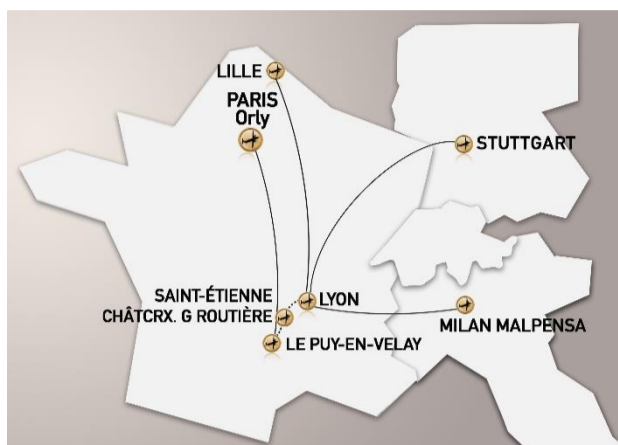 LILLE
PARIS
Orly
STUTTGART
SAINT-ÉTIENNE
CHÂTCRX. G ROUTIÈRE
LYON
LE PUY-EN-VELAY
MILAN MALPENSA